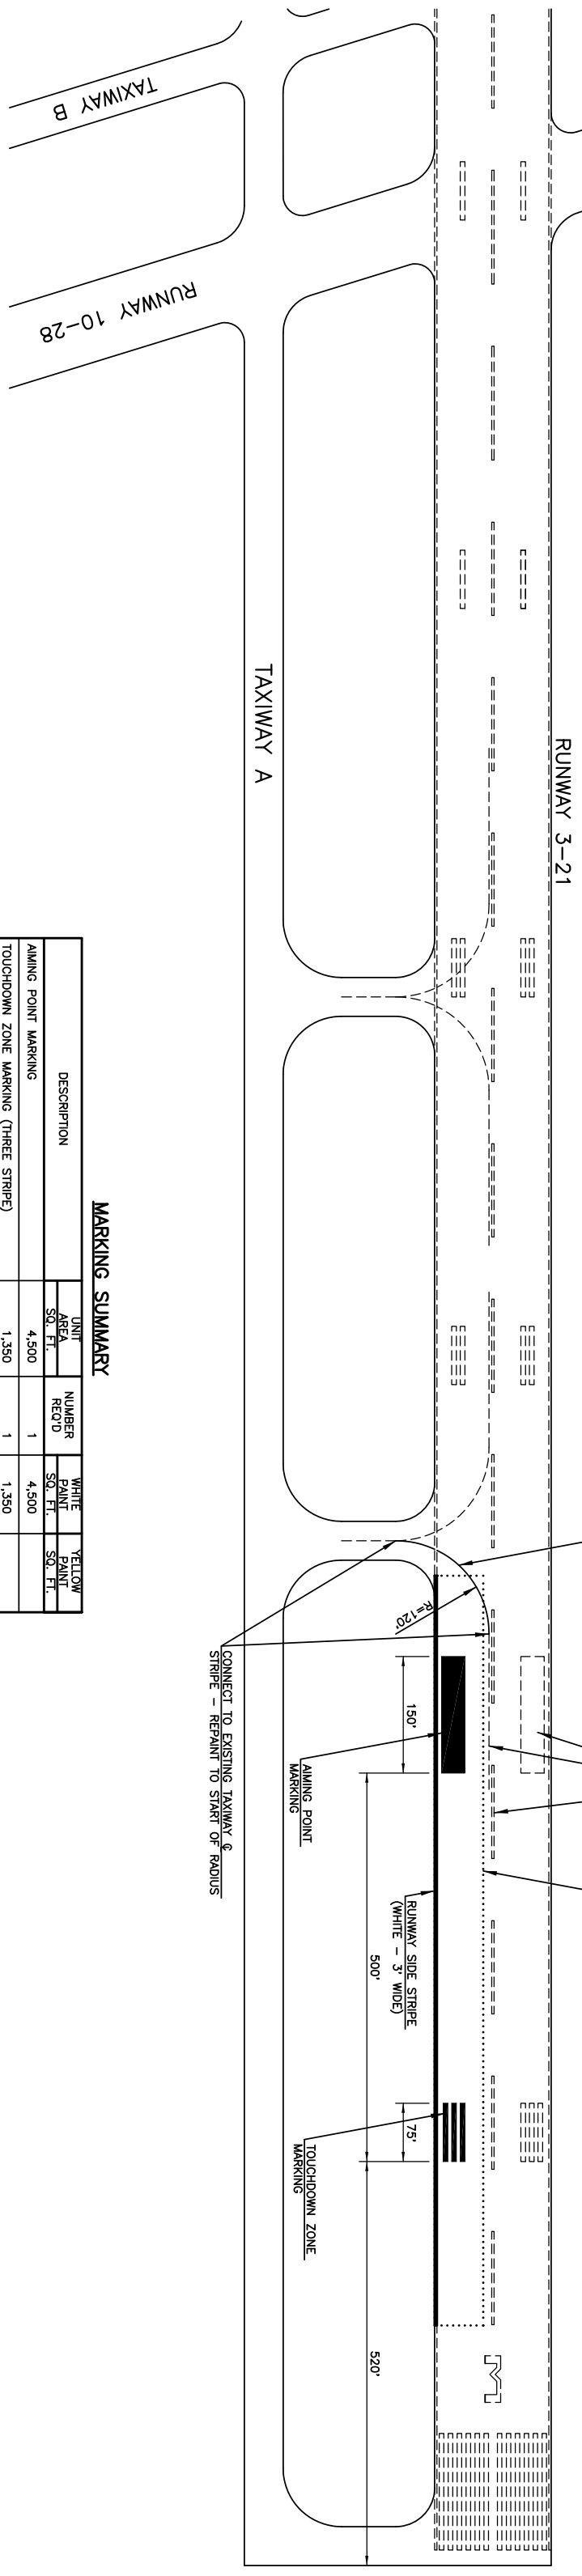 TAXIWAY B
RUNWAY 10-28
TAXIWAY A
RUNWAY 3-21
3
R=120'
150'
500'
75'
520'
AIMING POINT
MARKING
RUNWAY SIDE STRIPE
(WHITE - 3' WIDE)
TOUCHDOWN ZONE
MARKING
CONNECT TO EXISTING TAXIWAY ℄
STRIPE - REPAINT TO START OF RADIUS
MARKING SUMMARY
DESCRIPTION
UNIT
AREA
SQ. FT.
NUMBER
REQ'D
WHITE
PAINT
SQ. FT.
YELLOW
PAINT
SQ. FT.
AIMING POINT MARKING 4,500 1 4,500
TOUCHDOWN ZONE MARKING (THREE STRIPE) 1,350 1 1,350